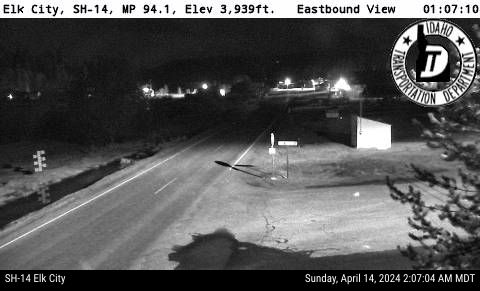 Elk City, SH-14, MP 94.1, Elev 3,939ft. Eastbound View 01:07:10
IDAHO
TRANSPORTATION DEPARTMENT
SH-14 Elk City Sunday, April 14, 2024 2:07:04 AM MDT